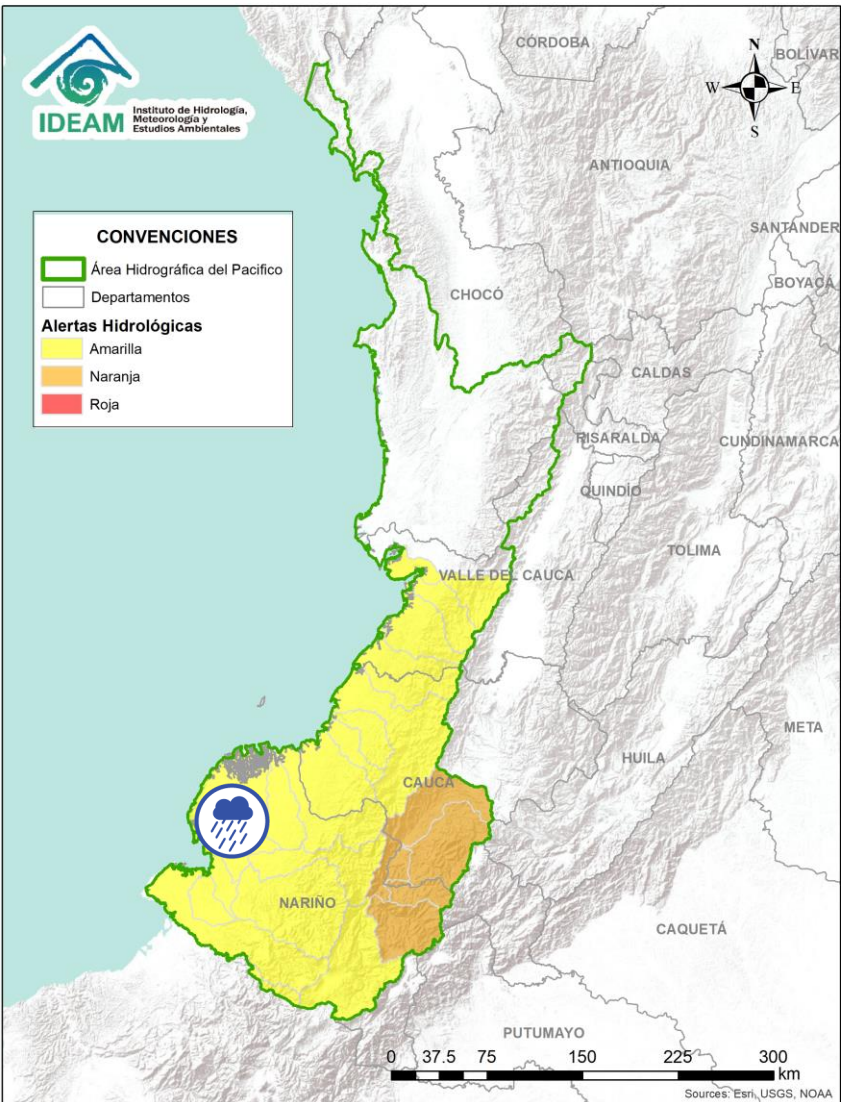 IDEAM
Instituto de Hidrología,
Meteorología y
Estudios Ambientales
N
W
E
S
CONVENCIONES
Área Hidrográfica del Pacifico
Departamentos
Alertas Hidrológicas
Amarilla
Naranja
Roja
CÓRDOBA
BOLÍVAR
ANTIOQUIA
SANTANDER
BOYACÁ
CHOCÓ
CALDAS
RISARALDA
CUNDINAMARCA
QUINDÍO
TOLIMA
VALLE DEL CAUCA
META
HUILA
CAUCA
NARIÑO
CAQUETÁ
PUTUMAYO
0 37.5 75 150 225 300
km
Sources: Esri, USGS, NOAA